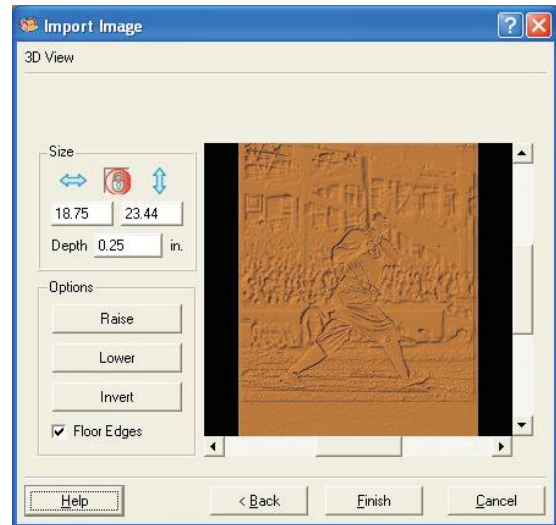 Import Image
3D View
Size
18.75 23.44
Depth 0.25 in.
Options
Raise
Lower
Invert
Floor Edges
Help < Back Finish Cancel